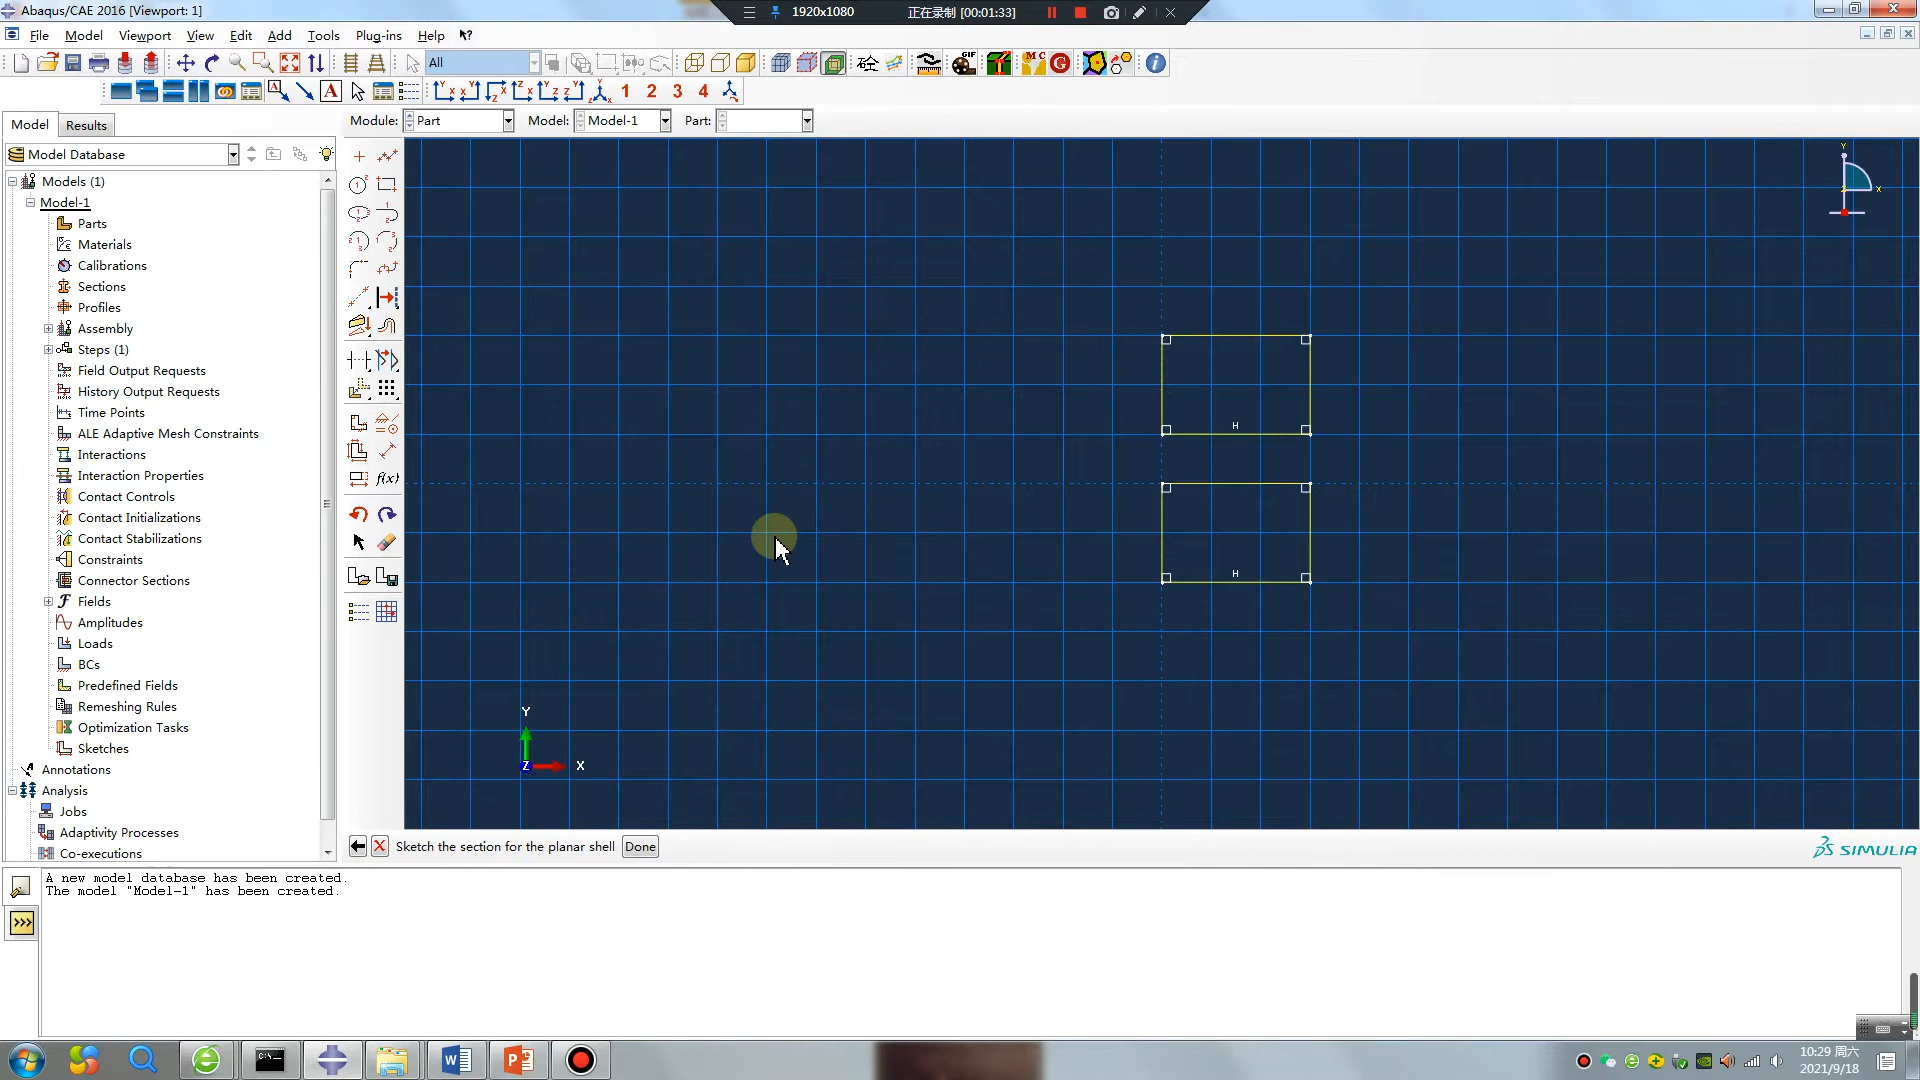 Abaqus/CAE 2016 [Viewport: 1]
1920x1080
正在录制 [00:01:33]
File Model Viewport View Edit Add Tools Plug-ins Help
All
砼
GIF
M C
G
A
1 2 3 4
Model Results
Module: Part Model: Model-1 Part:
Model Database
Models (1)
Model-1
Parts
Materials
Calibrations
Sections
Profiles
Assembly
Steps (1)
Field Output Requests
History Output Requests
Time Points
ALE Adaptive Mesh Constraints
Interactions
Interaction Properties
Contact Controls
Contact Initializations
Contact Stabilizations
Constraints
Connector Sections
Fields
Amplitudes
Loads
BCs
Predefined Fields
Remeshing Rules
Optimization Tasks
Sketches
Annotations
Analysis
Jobs
Adaptivity Processes
Co-executions
f(x)
Y
X
H
H
Y
Z
X
Sketch the section for the planar shell Done
SIMULIA
A new model database has been created.
The model "Model-1" has been created.
>>>
10:29 周六
2021/9/18